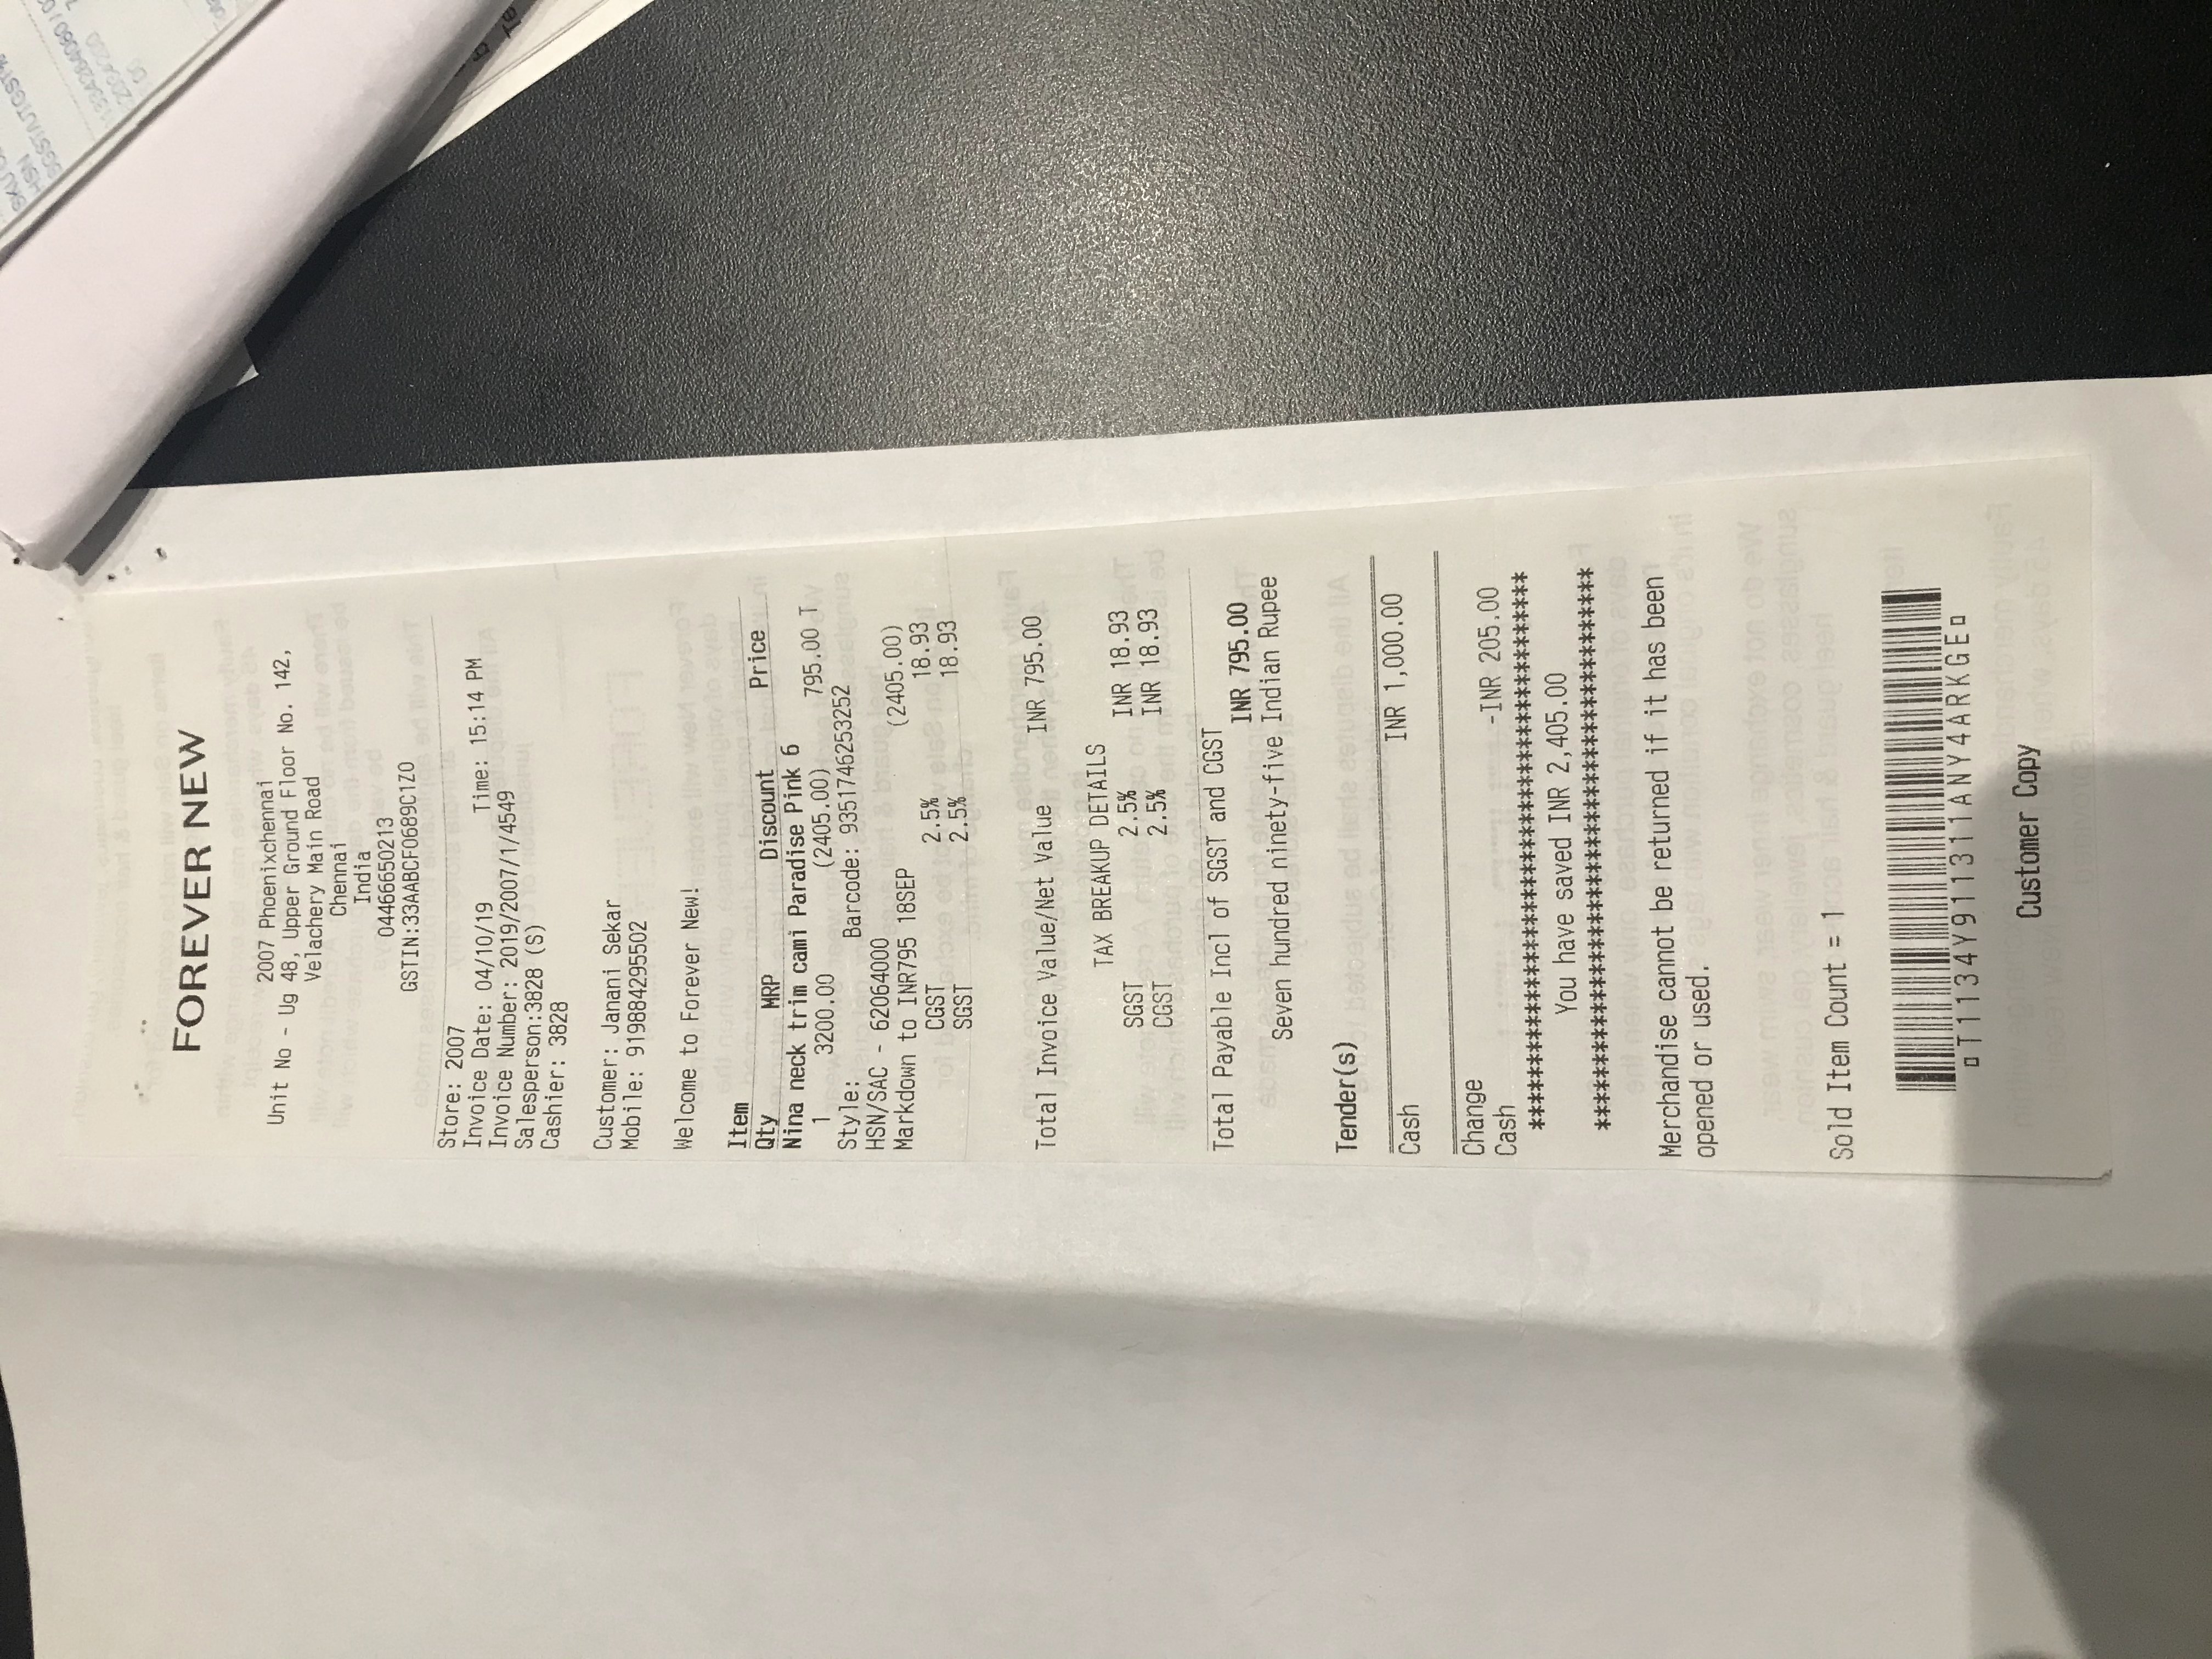 FOREVER NEW
2007 Phoenixchennai
Unit No - Ug 48, Upper Ground Floor No. 142,
Velachery Main Road
Chennai
India
04466650213
GSTIN:33AABCF0689C1Z0
Store: 2007
Invoice Date: 04/10/19 Time: 15:14 PM
Invoice Number: 2019/2007/1/4549
Salesperson:3828 (S)
Cashier: 3828
Customer: Janani Sekar
Mobile: 919884295502
Welcome to Forever New!
Item
Qty MRP Discount Price
Nina neck trim cami Paradise Pink 6
1 3200.00 (2405.00) 795.00 T
Style: Barcode: 9351746253252
HSN/SAC - 62064000
Markdown to INR795 18SEP (2405.00)
CGST 2.5% 18.93
SGST 2.5% 18.93
Total Invoice Value/Net Value INR 795.00
TAX BREAKUP DETAILS
SGST 2.5% INR 18.93
CGST 2.5% INR 18.93
Total Payable Incl of SGST and CGST
INR 795.00
Seven hundred ninety-five Indian Rupee
Tender(s)
Cash INR 1,000.00
Change
Cash -INR 205.00
*******************************************
You have saved INR 2,405.00
*******************************************
Merchandise cannot be returned if it has been
opened or used.
Sold Item Count = 1
¤T1134Y911311ANY4ARKGE¤
Customer Copy
SKU
HSN
SGST/UTGST%